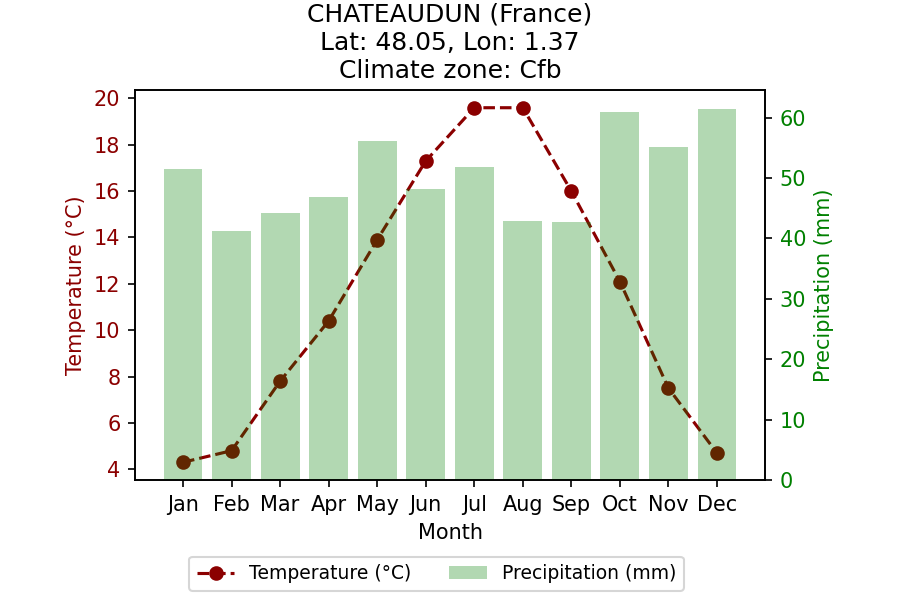 CHATEAUDUN (France)
Lat: 48.05, Lon: 1.37
Climate zone: Cfb
20
18
16
14
12
10
8
6
4
Temperature (°C)
60
50
40
30
20
10
0
Precipitation (mm)
Jan Feb Mar Apr May Jun Jul Aug Sep Oct Nov Dec
Month
Temperature (°C) Precipitation (mm)